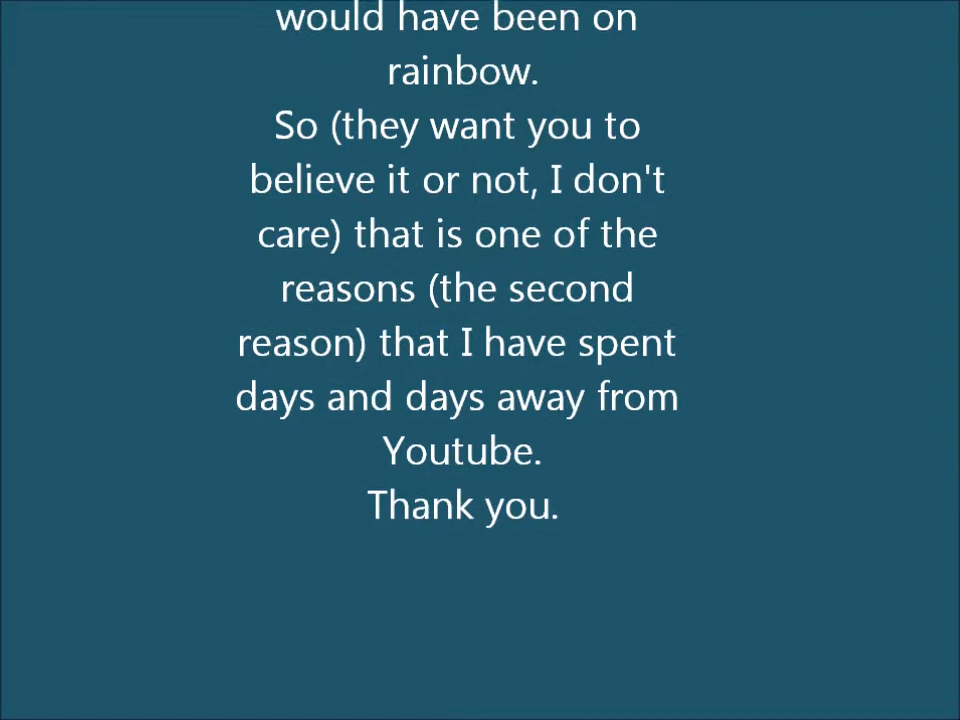 would have been on
rainbow.
So (they want you to
believe it or not, I don't
care) that is one of the
reasons (the second
reason) that I have spent
days and days away from
Youtube.
Thank you.